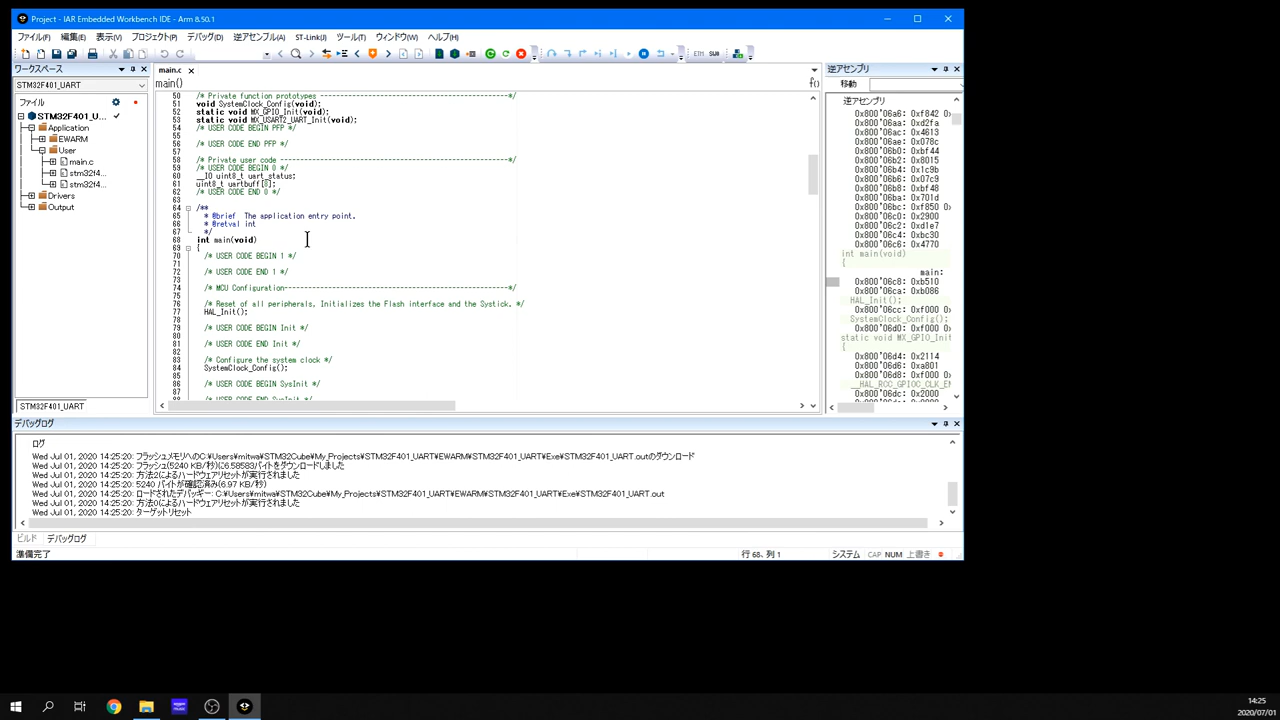 Project - IAR Embedded Workbench IDE - Arm 8.50.1
ファイル(F) 編集(E) 表示(V) プロジェクト(P) デバッグ(D) 逆アセンブリ(A) ST-Link(J) ツール(T) ウィンドウ(W) ヘルプ(H)
ワークスペース
STM32F401_UART
ファイル
STM32F401_U...
Application
EWARM
User
main.c
stm32f4...
stm32f4...
Drivers
Output
STM32F401_UART
main.c
main()
50 /* Private function prototypes -----------------------------------------------*/
51 void SystemClock_Config(void);
52 static void MX_GPIO_Init(void);
53 static void MX_USART2_UART_Init(void);
54 /* USER CODE BEGIN PFP */
55
56 /* USER CODE END PFP */
57
58 /* Private user code ---------------------------------------------------------*/
59 /* USER CODE BEGIN 0 */
60 __IO uint8_t uart_status;
61 uint8_t uartbuff[8];
62 /* USER CODE END 0 */
63
64 /**
65 * @brief The application entry point.
66 * @retval int
67 */
68 int main(void)
69 {
70 /* USER CODE BEGIN 1 */
71
72 /* USER CODE END 1 */
73
74 /* MCU Configuration--------------------------------------------------------*/
75
76 /* Reset of all peripherals, Initializes the Flash interface and the Systick. */
77 HAL_Init();
78
79 /* USER CODE BEGIN Init */
80
81 /* USER CODE END Init */
82
83 /* Configure the system clock */
84 SystemClock_Config();
85
86 /* USER CODE BEGIN SysInit */
87
逆アセンブリ
移動
逆アセンブリ
0x800'06a6: 0xf842 0x
0x800'06aa: 0xd2fa
0x800'06ac: 0x4613
0x800'06ae: 0x078c
0x800'06b0: 0xbf44
0x800'06b2: 0x8015
0x800'06b4: 0x1c9b
0x800'06b6: 0x07c9
0x800'06b8: 0xbf48
0x800'06ba: 0x701d
0x800'06bc: 0xf850 0x
0x800'06c0: 0x2900
0x800'06c2: 0xd1e7
0x800'06c4: 0xbc30
0x800'06c6: 0x4770
int main(void)
{
main:
0x800'06c8: 0xb510
0x800'06ca: 0xb086
HAL_Init();
0x800'06cc: 0xf000 0x
SystemClock_Config();
0x800'06d0: 0xf000 0x
static void MX_GPIO_Init
{
0x800'06d4: 0x2114
0x800'06d6: 0xa801
0x800'06d8: 0xf000 0x
__HAL_RCC_GPIOC_CLK_EN
0x800'06dc: 0x2000
デバッグログ
ログ
Wed Jul 01, 2020 14:25:20: フラッシュメモリへのC:¥Users¥mitwa¥STM32Cube¥My_Projects¥STM32F401_UART¥EWARM¥STM32F401_UART¥Exe¥STM32F401_UART.outのダウンロード
Wed Jul 01, 2020 14:25:20: フラッシュ(5240 KB/秒)に6.58583バイトをダウンロードしました
Wed Jul 01, 2020 14:25:20: 方法2によるハードウェアリセットが実行されました
Wed Jul 01, 2020 14:25:20: 5240 バイトが確認済み(6.97 KB/秒)
Wed Jul 01, 2020 14:25:20: ロードされたデバッギー: C:¥Users¥mitwa¥STM32Cube¥My_Projects¥STM32F401_UART¥EWARM¥STM32F401_UART¥Exe¥STM32F401_UART.out
Wed Jul 01, 2020 14:25:20: 方法0によるハードウェアリセットが実行されました
Wed Jul 01, 2020 14:25:20: ターゲットリセット
ビルド デバッグログ
準備完了 行 68、列 1 システム CAP NUM 上書き
14:25
2020/07/01